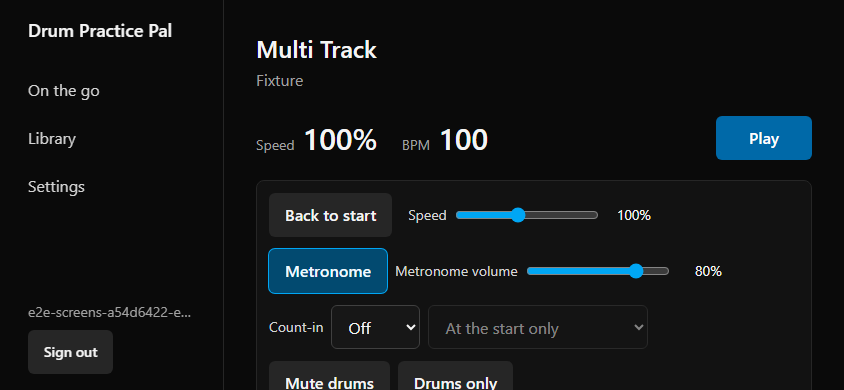 Drum Practice Pal
On the go
Library
Settings
e2e-screens-a54d6422-e...
Sign out
Multi Track
Fixture
Speed 100% BPM 100
Play
Back to start Speed 100%
Metronome Metronome volume 80%
Count-in Off At the start only
Mute drums Drums only